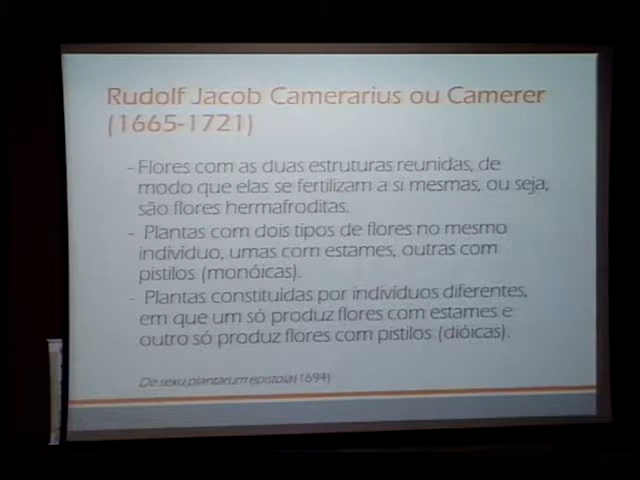 Rudolf Jacob Camerarius ou Camerer
(1665-1721)
- Flores com as duas estruturas reunidas, de
modo que elas se fertilizam a si mesmas, ou seja,
são flores hermafroditas.
- Plantas com dois tipos de flores no mesmo
indivíduo, umas com estames, outras com
pistilos (monóicas).
- Plantas constituídas por indivíduos diferentes,
em que um só produz flores com estames e
outro só produz flores com pistilos (dióicas).
De sexu plantarum epistola (1694)